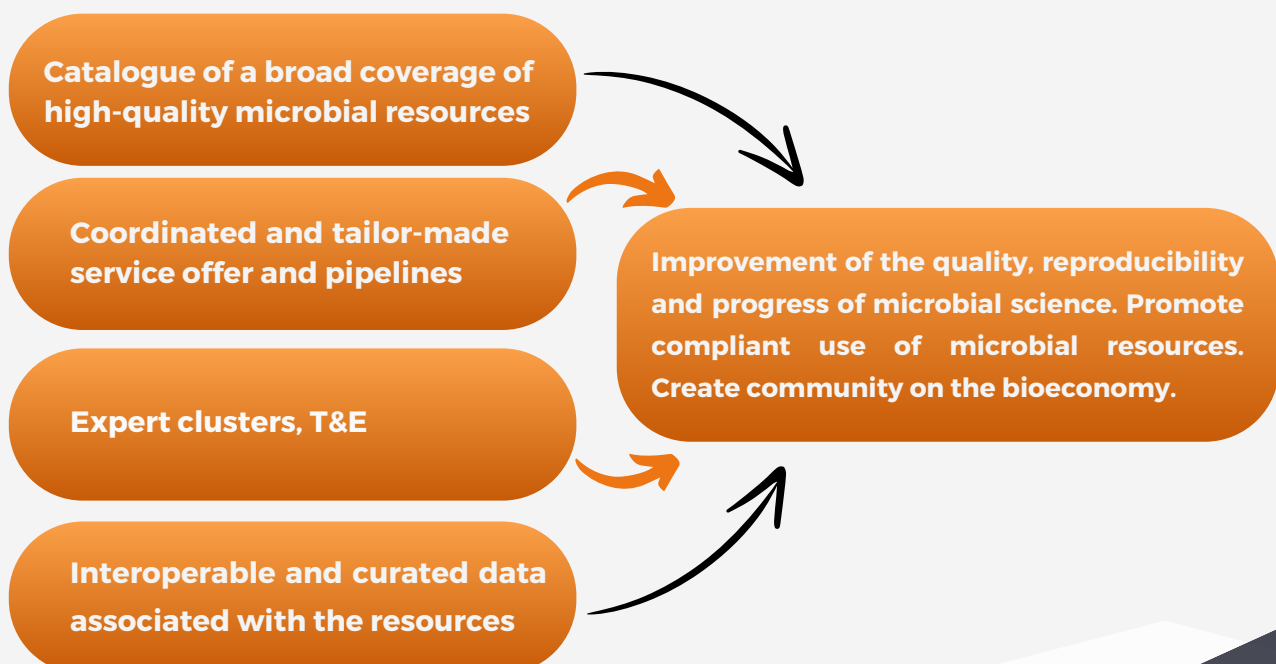 Catalogue of a broad coverage of
high-quality microbial resources
Coordinated and tailor-made
service offer and pipelines
Expert clusters, T&E
Interoperable and curated data
associated with the resources
Improvement of the quality, reproducibility
and progress of microbial science. Promote
compliant use of microbial resources.
Create community on the bioeconomy.